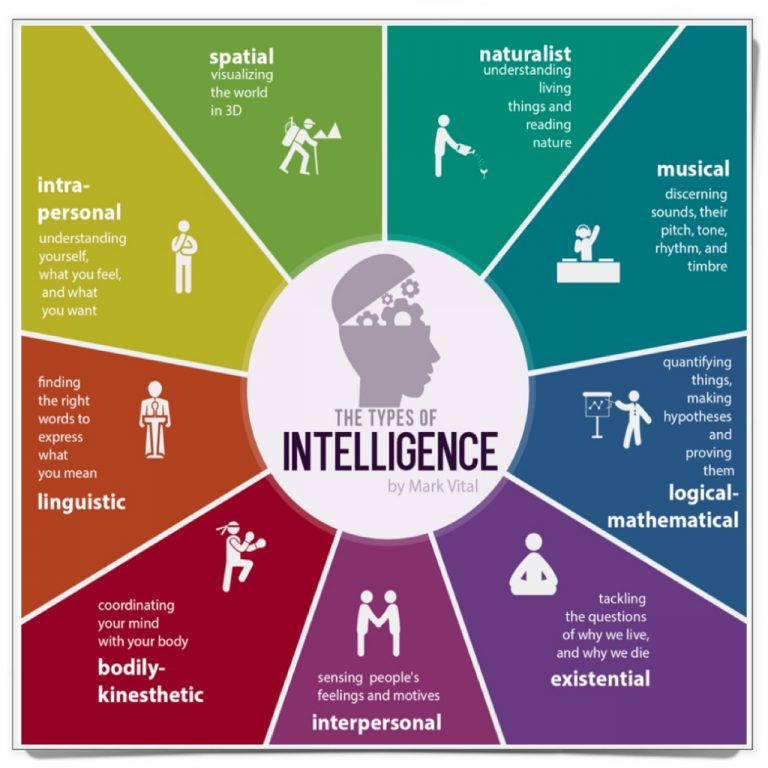 spatial
visualizing
the world
in 3D
naturalist
understanding
living
things and
reading
nature
musical
discerning
sounds, their
pitch, tone,
rhythm, and
timbre
intra-
personal
understanding
yourself,
what you feel,
and what
you want
finding
the right
words to
express
what
you mean
linguistic
THE TYPES OF
INTELLIGENCE
by Mark Vital
quantifying
things,
making
hypotheses
and
proving
them
logical-
mathematical
coordinating
your mind
with your body
bodily-
kinesthetic
sensing people's
feelings and motives
interpersonal
tackling
the questions
of why we live,
and why we die
existential